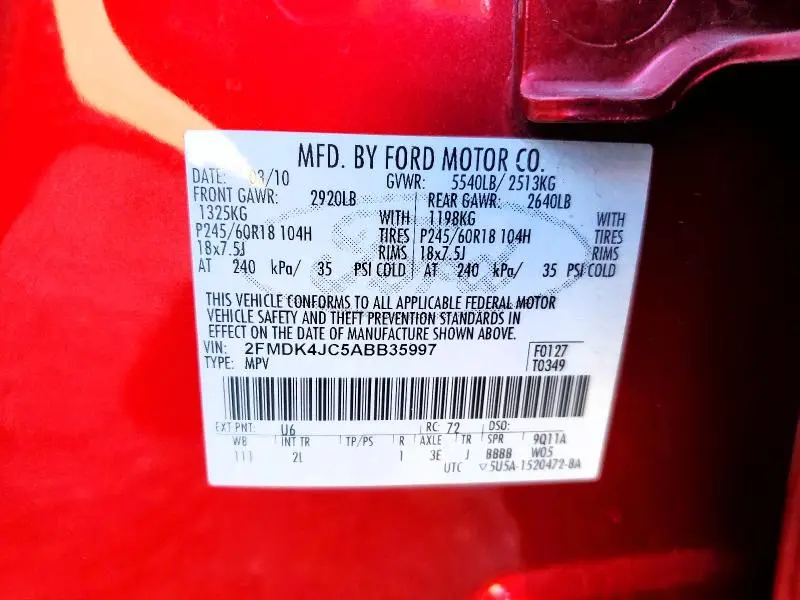 MFD. BY FORD MOTOR CO.
DATE: 03/10 GVWR: 5540LB/ 2513KG
FRONT GAWR: 2920LB REAR GAWR: 2640LB
1325KG WITH 1198KG WITH
P245/60R18 104H TIRES P245/60R18 104H TIRES
18x7.5J RIMS 18x7.5J RIMS
AT 240 kPa/ 35 PSI COLD AT 240 kPa/ 35 PSI COLD
THIS VEHICLE CONFORMS TO ALL APPLICABLE FEDERAL MOTOR
VEHICLE SAFETY AND THEFT PREVENTION STANDARDS IN
EFFECT ON THE DATE OF MANUFACTURE SHOWN ABOVE.
VIN: 2FMDK4JC5ABB35997 F0127
TYPE: MPV T0349
EXT PNT: U6 RC: 72 DSO:
WB INT TR TP/PS R AXLE TR SPR 9Q11A
111 2L 1 3E J BBBB W05
UTC ▽5U5A-1520472-8A